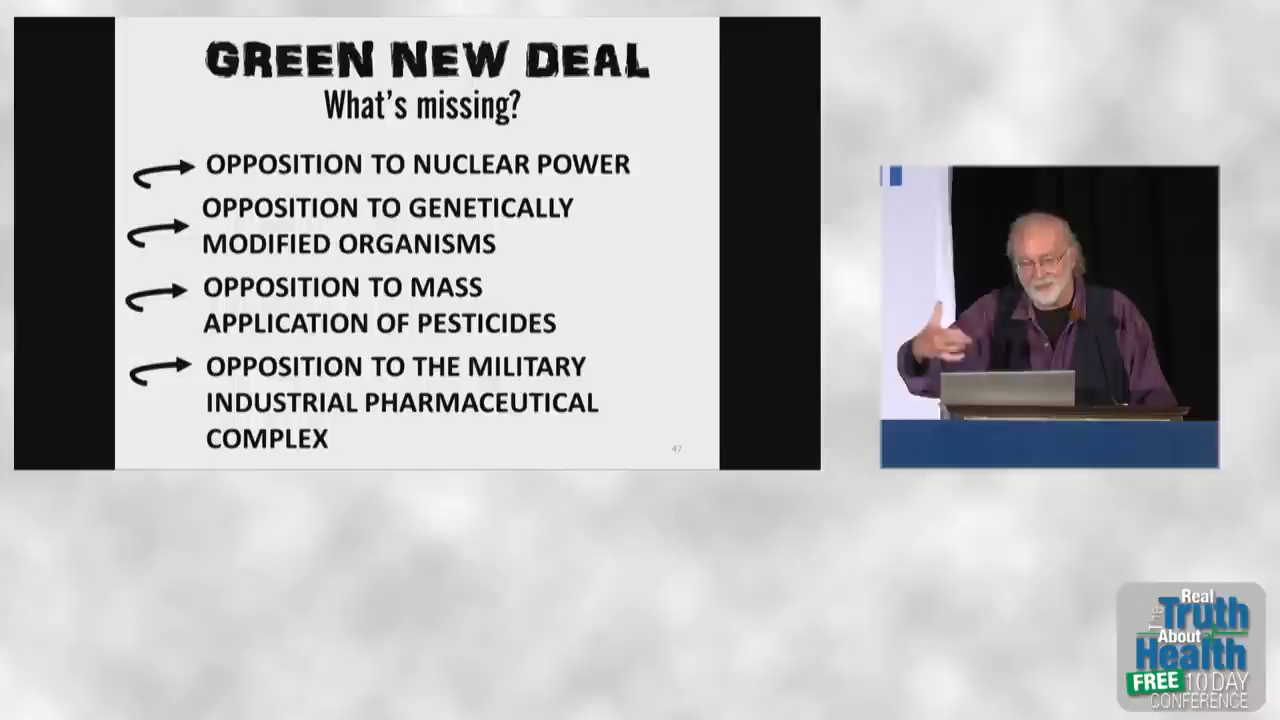 GREEN NEW DEAL
What's missing?
OPPOSITION TO NUCLEAR POWER
OPPOSITION TO GENETICALLY
MODIFIED ORGANISMS
OPPOSITION TO MASS
APPLICATION OF PESTICIDES
OPPOSITION TO THE MILITARY
INDUSTRIAL PHARMACEUTICAL
COMPLEX
47
The Real
Truth
About
Health
FREE 10 DAY
CONFERENCE